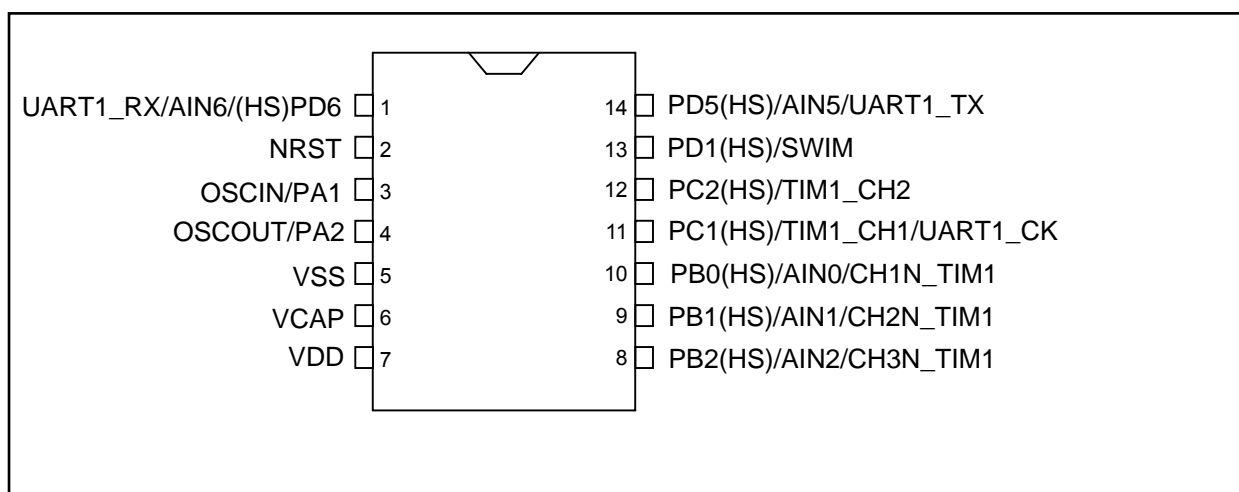 UART1_RX/AIN6/(HS)PD6 1 14 PD5(HS)/AIN5/UART1_TX
NRST 2 13 PD1(HS)/SWIM
OSCIN/PA1 3 12 PC2(HS)/TIM1_CH2
OSCOUT/PA2 4 11 PC1(HS)/TIM1_CH1/UART1_CK
VSS 5 10 PB0(HS)/AIN0/CH1N_TIM1
VCAP 6 9 PB1(HS)/AIN1/CH2N_TIM1
VDD 7 8 PB2(HS)/AIN2/CH3N_TIM1